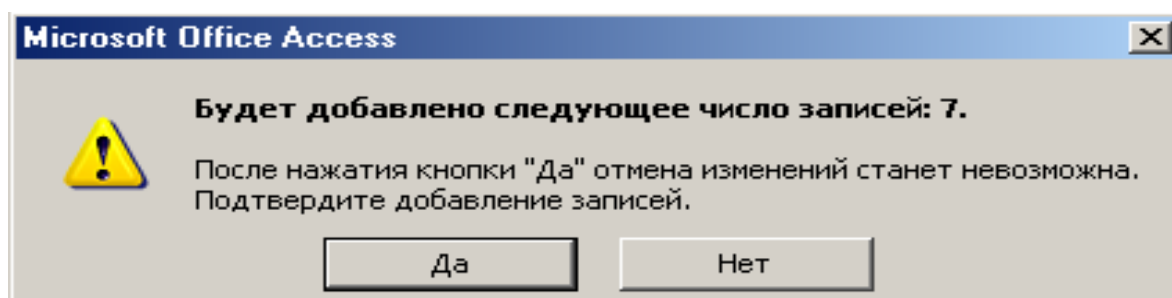 Microsoft Office Access
Будет добавлено следующее число записей: 7.
После нажатия кнопки "Да" отмена изменений станет невозможна.
Подтвердите добавление записей.
Да Нет